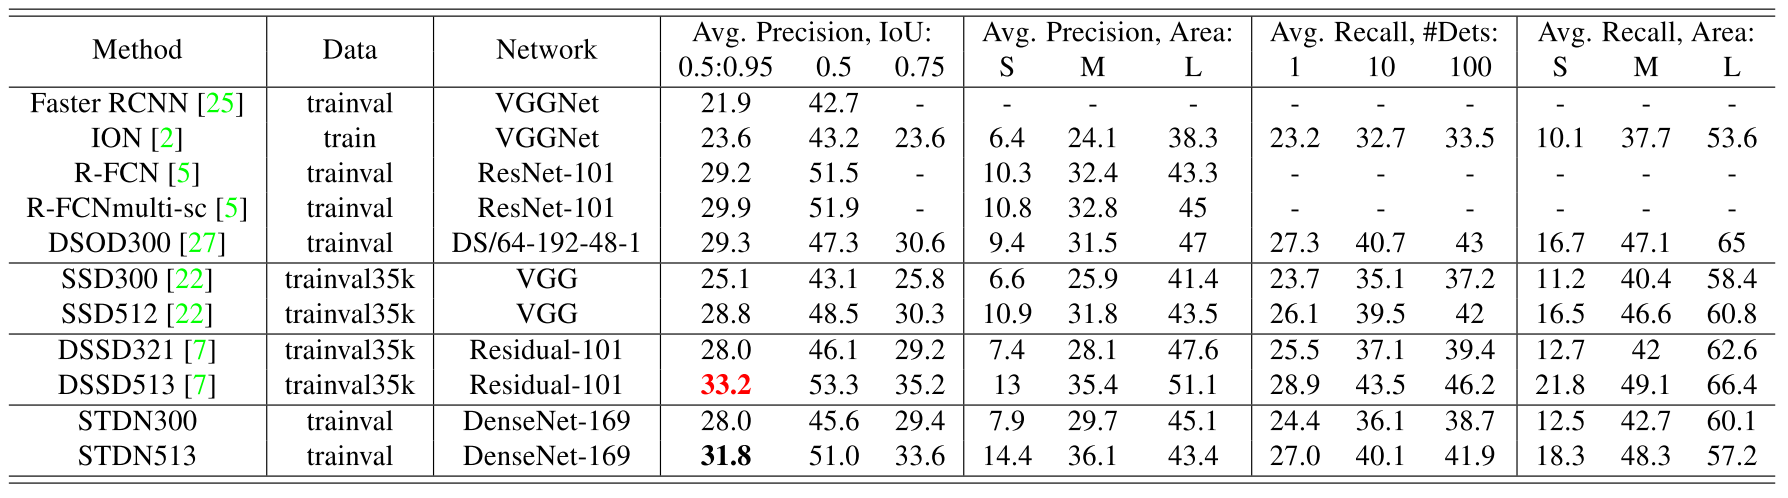 Method Data Network Avg. Precision, IoU: Avg. Precision, Area: Avg. Recall, #Dets: Avg. Recall, Area:
0.5:0.95 0.5 0.75 S M L 1 10 100 S M L
Faster RCNN [25] trainval VGGNet 21.9 42.7 - - - - - - - - - -
ION [2] train VGGNet 23.6 43.2 23.6 6.4 24.1 38.3 23.2 32.7 33.5 10.1 37.7 53.6
R-FCN [5] trainval ResNet-101 29.2 51.5 - 10.3 32.4 43.3 - - - - - -
R-FCNmulti-sc [5] trainval ResNet-101 29.9 51.9 - 10.8 32.8 45 - - - - - -
DSOD300 [27] trainval DS/64-192-48-1 29.3 47.3 30.6 9.4 31.5 47 27.3 40.7 43 16.7 47.1 65
SSD300 [22] trainval35k VGG 25.1 43.1 25.8 6.6 25.9 41.4 23.7 35.1 37.2 11.2 40.4 58.4
SSD512 [22] trainval35k VGG 28.8 48.5 30.3 10.9 31.8 43.5 26.1 39.5 42 16.5 46.6 60.8
DSSD321 [7] trainval35k Residual-101 28.0 46.1 29.2 7.4 28.1 47.6 25.5 37.1 39.4 12.7 42 62.6
DSSD513 [7] trainval35k Residual-101 33.2 53.3 35.2 13 35.4 51.1 28.9 43.5 46.2 21.8 49.1 66.4
STDN300 trainval DenseNet-169 28.0 45.6 29.4 7.9 29.7 45.1 24.4 36.1 38.7 12.5 42.7 60.1
STDN513 trainval DenseNet-169 31.8 51.0 33.6 14.4 36.1 43.4 27.0 40.1 41.9 18.3 48.3 57.2